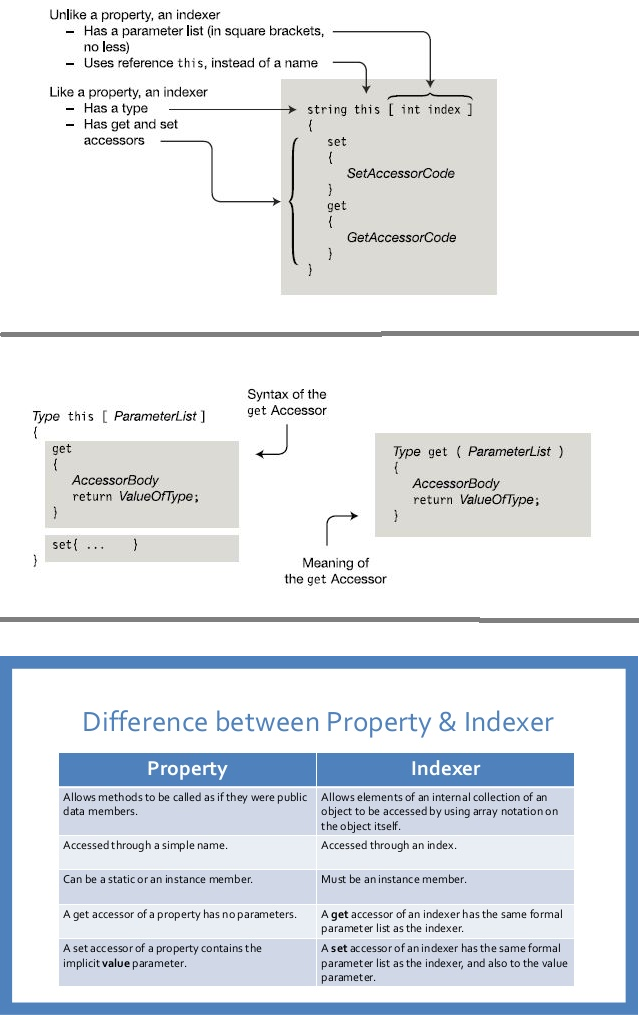 Unlike a property, an indexer
– Has a parameter list (in square brackets,
no less)
– Uses reference this, instead of a name
Like a property, an indexer
– Has a type
– Has get and set
accessors
string this [ int index ]
{
set
{
SetAccessorCode
}
get
{
GetAccessorCode
}
}
Syntax of the
get Accessor
Type this [ ParameterList ]
{
get
{
AccessorBody
return ValueOfType;
}
set{ ... }
}
Type get ( ParameterList )
{
AccessorBody
return ValueOfType;
}
Meaning of
the get Accessor
Difference between Property & Indexer
Property
Indexer
Allows methods to be called as if they were public
data members.
Allows elements of an internal collection of an
object to be accessed by using array notation on
the object itself.
Accessed through a simple name.
Accessed through an index.
Can be a static or an instance member.
Must be an instance member.
A get accessor of a property has no parameters.
A get accessor of an indexer has the same formal
parameter list as the indexer.
A set accessor of a property contains the
implicit value parameter.
A set accessor of an indexer has the same formal
parameter list as the indexer, and also to the value
parameter.